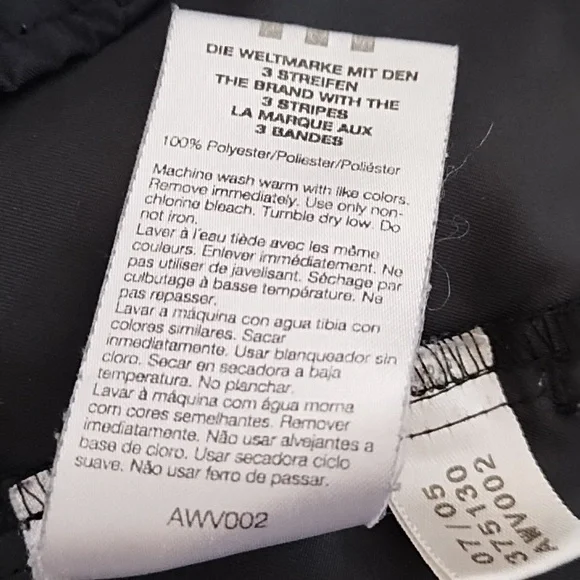 DIE WELTMARKE MIT DEN
3 STREIFEN
THE BRAND WITH THE
3 STRIPES
LA MARQUE AUX
3 BANDES
100% Polyester/Poliester/Poliéster
Machine wash warm with like colors.
Remove immediately. Use only non-
chlorine bleach. Tumble dry low. Do
not iron.
Laver à l'eau tiède avec les même
couleurs. Enlever immédiatement. Ne
pas utiliser de javelisant. Séchage par
culbutage à basse température. Ne
pas repasser.
Lavar a máquina con agua tibia con
colores similares. Sacar
inmediatamente. Usar blanqueador sin
cloro. Secar en secadora a baja
temperatura. No planchar.
Lavar à máquina com água morna
com cores semelhantes. Remover
imediatamente. Não usar alvejantes a
base de cloro. Usar secadora ciclo
suave. Não usar ferro de passar.
AWV002
07/05
375130
AWV002